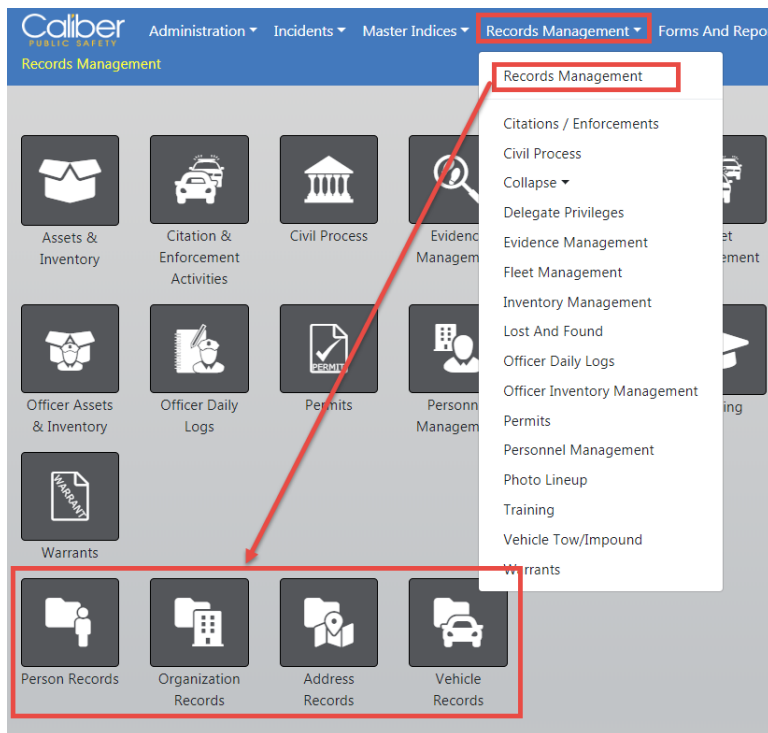 Caliber
PUBLIC SAFETY
Administration
Incidents
Master Indices
Records Management
Forms And Repo
Records Management
Records Management
Citations / Enforcements
Civil Process
Collapse
Delegate Privileges
Evidence Management
Fleet Management
Inventory Management
Lost And Found
Officer Daily Logs
Officer Inventory Management
Permits
Personnel Management
Photo Lineup
Training
Vehicle Tow/Impound
Warrants
Assets &
Inventory
Citation &
Enforcement
Activities
Civil Process
Evidenc
Managem
et
ement
Officer Assets
& Inventory
Officer Daily
Logs
PERMIT
Permits
Personn
Managem
ing
WARRANT
Warrants
Person Records
Organization
Records
Address
Records
Vehicle
Records